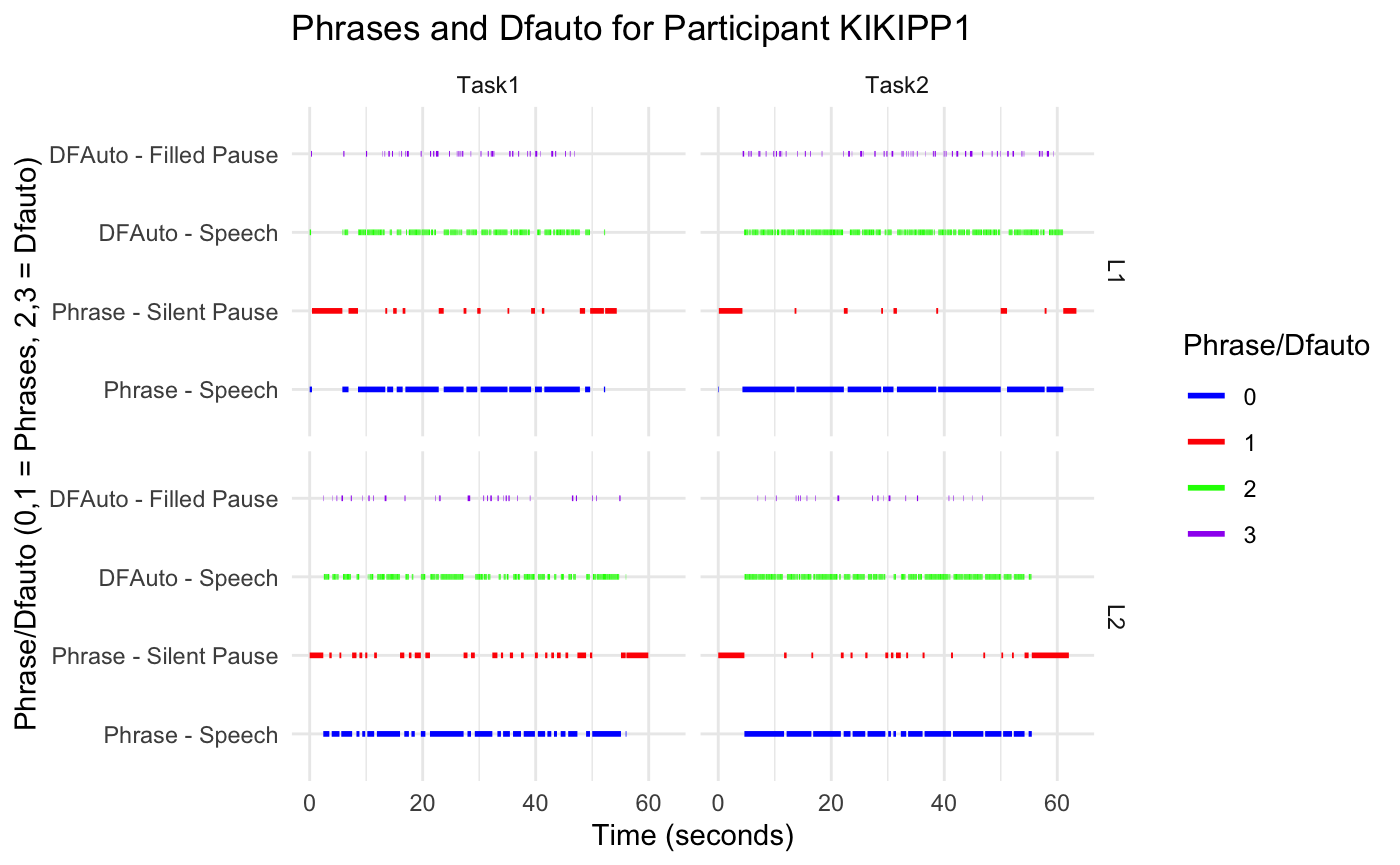 Phrases and Dfauto for Participant KIKIPP1
Task1
Task2
Phrase/Dfauto (0,1 = Phrases, 2,3 = Dfauto)
DFAuto - Filled Pause
DFAuto - Speech
Phrase - Silent Pause
Phrase - Speech
L1
DFAuto - Filled Pause
DFAuto - Speech
Phrase - Silent Pause
Phrase - Speech
L2
0 20 40 60
0 20 40 60
Time (seconds)
Phrase/Dfauto
0
1
2
3